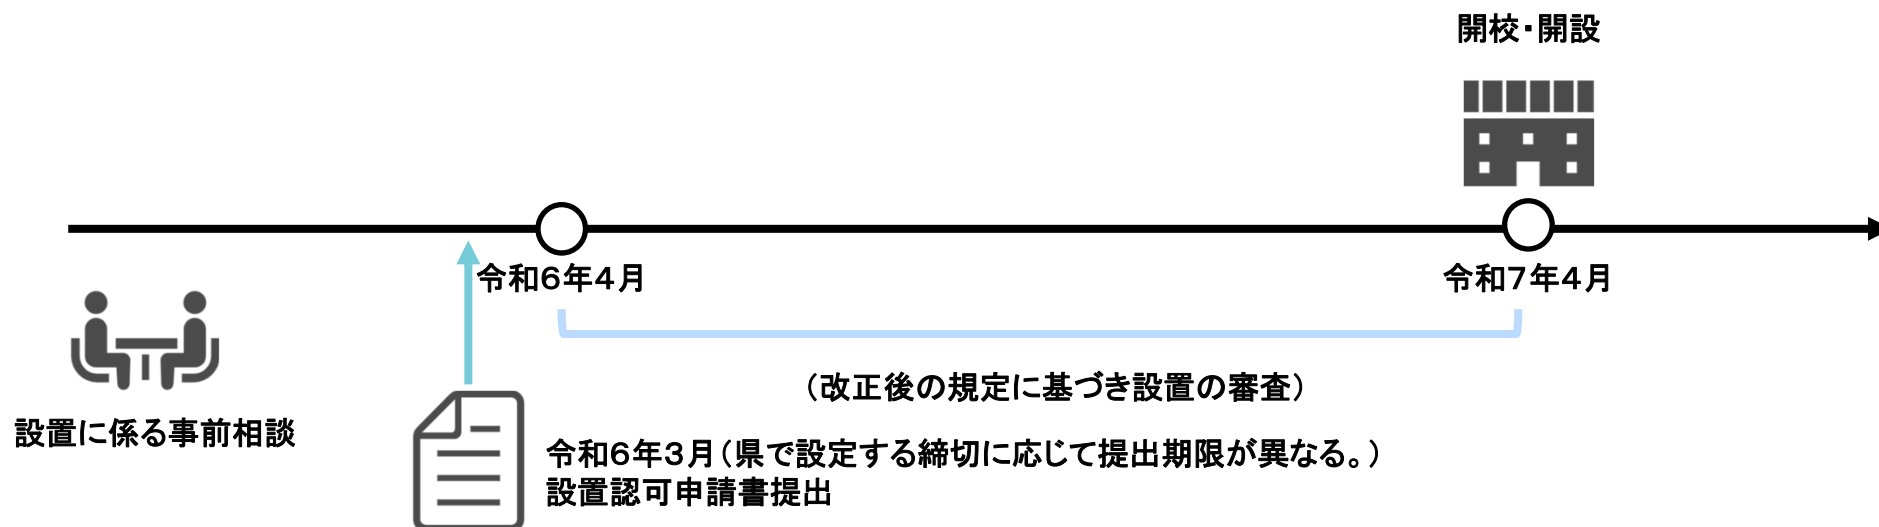 開校・開設
令和6年4月
令和7年4月
(改正後の規定に基づき設置の審査)
設置に係る事前相談
令和6年3月(県で設定する締切に応じて提出期限が異なる。)
設置認可申請書提出